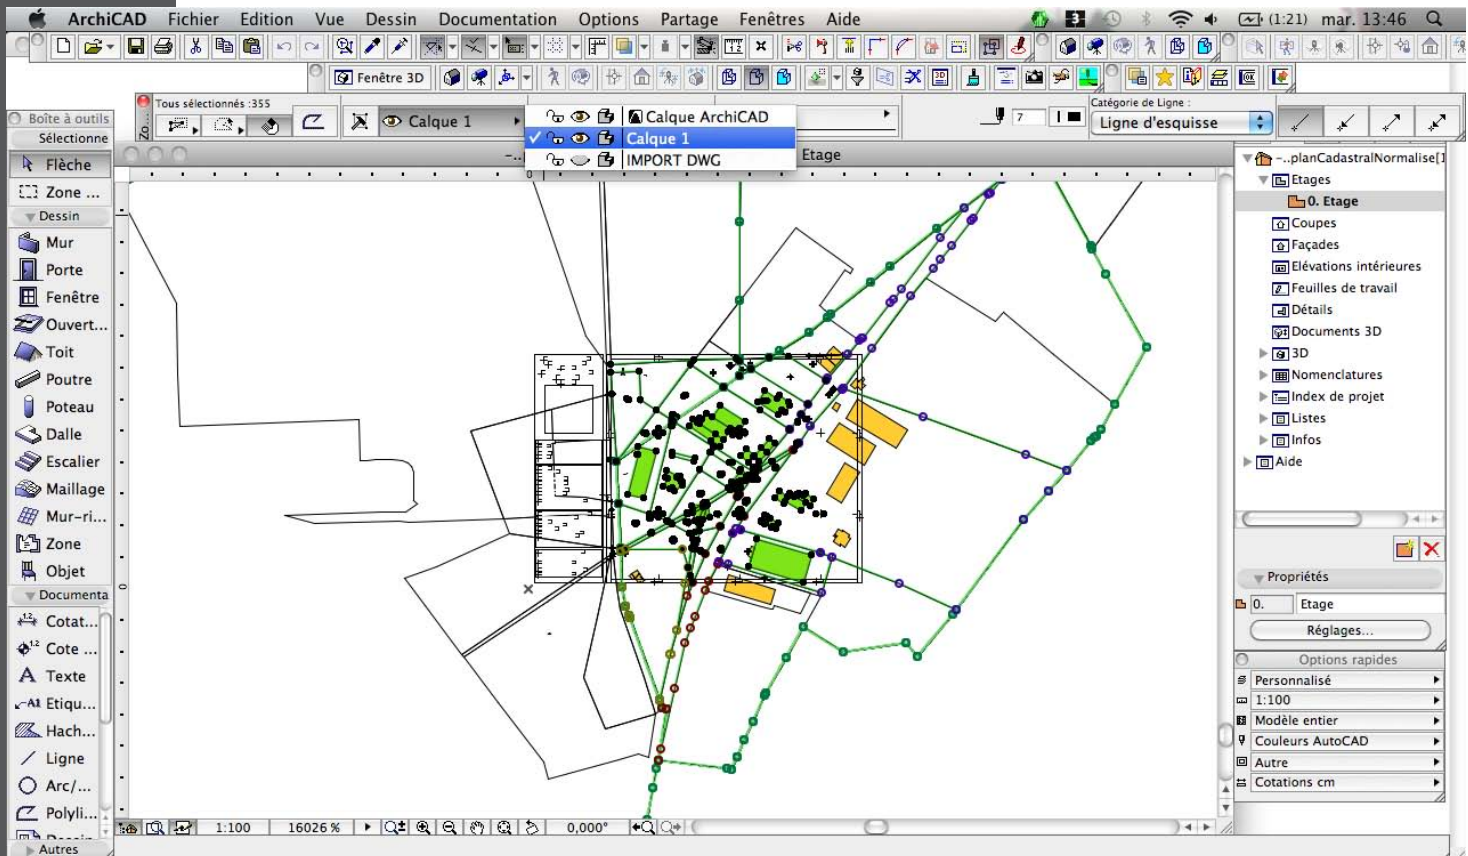 ArchiCAD Fichier Edition Vue Dessin Documentation Options Partage Fenêtres Aide (1:21) mar. 13:46
Fenêtre 3D
Boîte à outils
Sélectionne
Flèche
Zone ...
Dessin
Mur
Porte
Fenêtre
Ouvert...
Toit
Poutre
Poteau
Dalle
Escalier
Maillage
Mur-ri...
Zone
Objet
Documenta
Cotat...
Cote ...
Texte
Etiqu...
Hach...
Ligne
Arc/...
Polyli...
Autres
Tous sélectionnés :355
Calque 1
Calque ArchiCAD
Calque 1
IMPORT DWG
7
Catégorie de Ligne :
Ligne d'esquisse
Etage
-..planCadastralNormalise[1
Etages
0. Etage
Coupes
Façades
Elévations intérieures
Feuilles de travail
Détails
Documents 3D
3D
Nomenclatures
Index de projet
Listes
Infos
Aide
Propriétés
0. Etage
Réglages...
Options rapides
Personnalisé
1:100
Modèle entier
Couleurs AutoCAD
Autre
Cotations cm
1:100 16026 % 0,000°